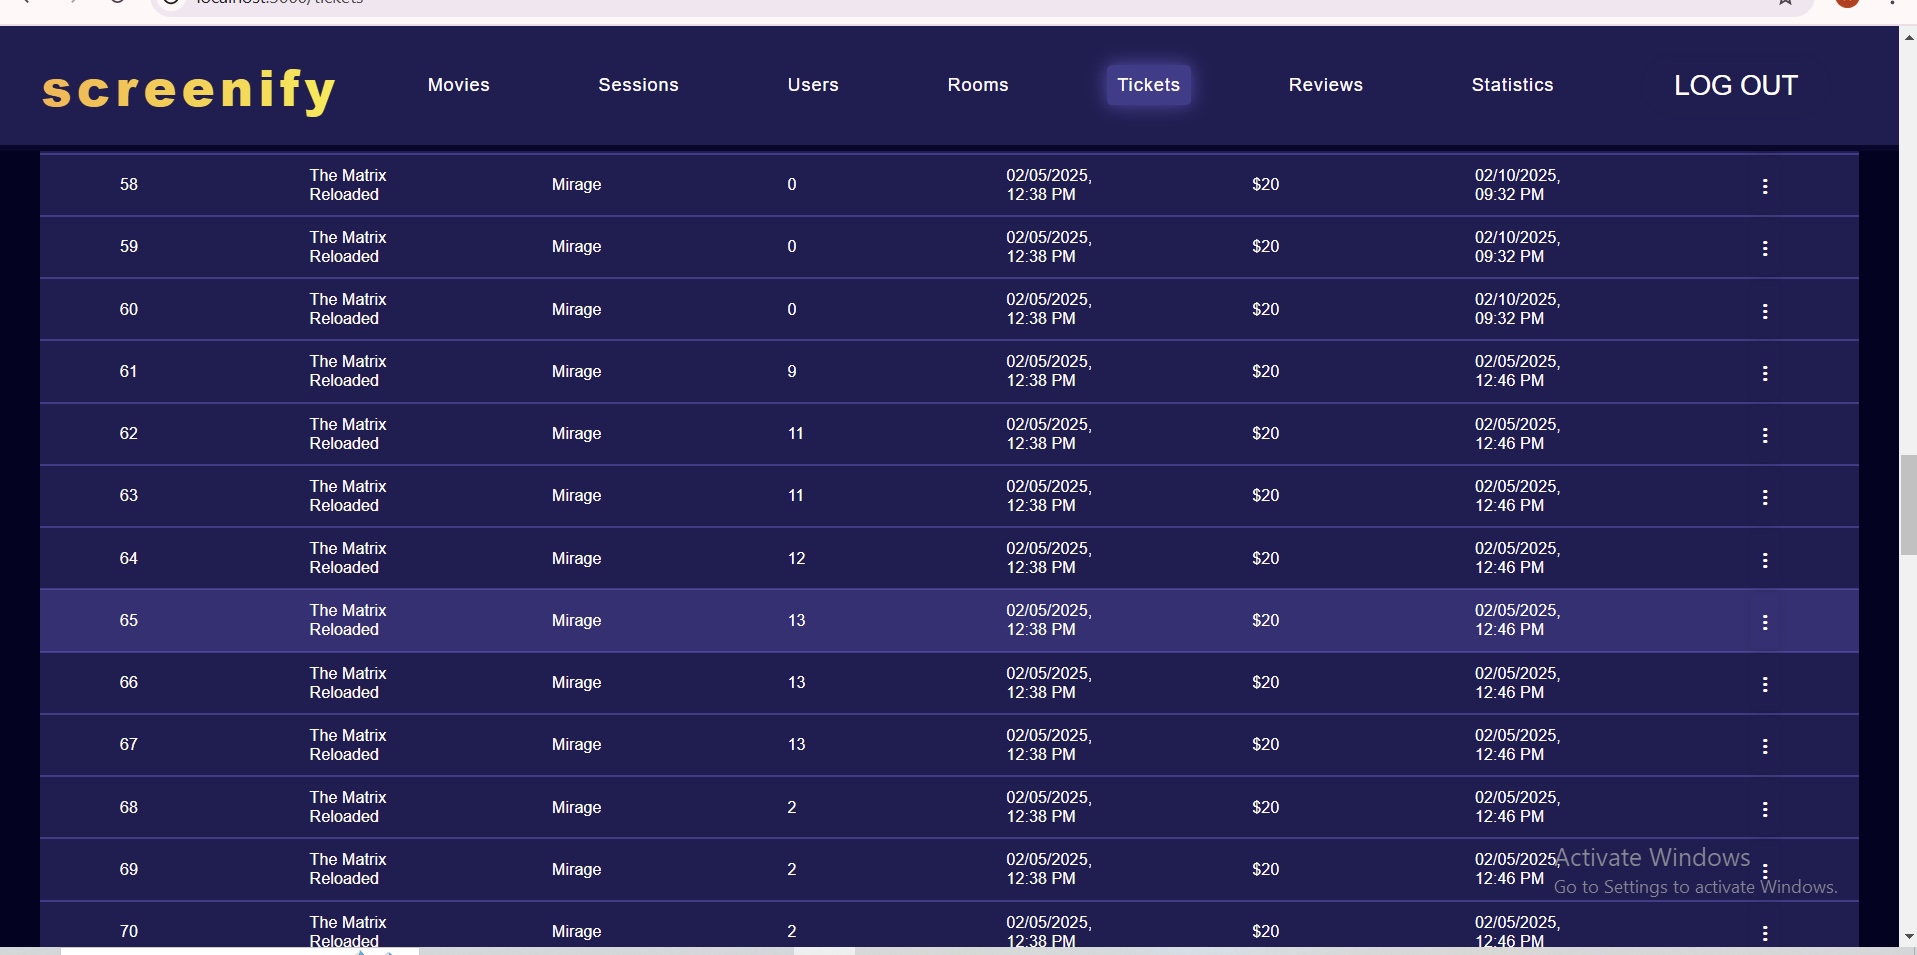 localhost:5000/tickets
screenify Movies Sessions Users Rooms Tickets Reviews Statistics LOG OUT
58 The Matrix Reloaded Mirage 0 02/05/2025, 12:38 PM $20 02/10/2025, 09:32 PM
59 The Matrix Reloaded Mirage 0 02/05/2025, 12:38 PM $20 02/10/2025, 09:32 PM
60 The Matrix Reloaded Mirage 0 02/05/2025, 12:38 PM $20 02/10/2025, 09:32 PM
61 The Matrix Reloaded Mirage 9 02/05/2025, 12:38 PM $20 02/05/2025, 12:46 PM
62 The Matrix Reloaded Mirage 11 02/05/2025, 12:38 PM $20 02/05/2025, 12:46 PM
63 The Matrix Reloaded Mirage 11 02/05/2025, 12:38 PM $20 02/05/2025, 12:46 PM
64 The Matrix Reloaded Mirage 12 02/05/2025, 12:38 PM $20 02/05/2025, 12:46 PM
65 The Matrix Reloaded Mirage 13 02/05/2025, 12:38 PM $20 02/05/2025, 12:46 PM
66 The Matrix Reloaded Mirage 13 02/05/2025, 12:38 PM $20 02/05/2025, 12:46 PM
67 The Matrix Reloaded Mirage 13 02/05/2025, 12:38 PM $20 02/05/2025, 12:46 PM
68 The Matrix Reloaded Mirage 2 02/05/2025, 12:38 PM $20 02/05/2025, 12:46 PM
69 The Matrix Reloaded Mirage 2 02/05/2025, 12:38 PM $20 02/05/2025, 12:46 PM
70 The Matrix Reloaded Mirage 2 02/05/2025, 12:38 PM $20 02/05/2025, 12:46 PM
Activate Windows
Go to Settings to activate Windows.